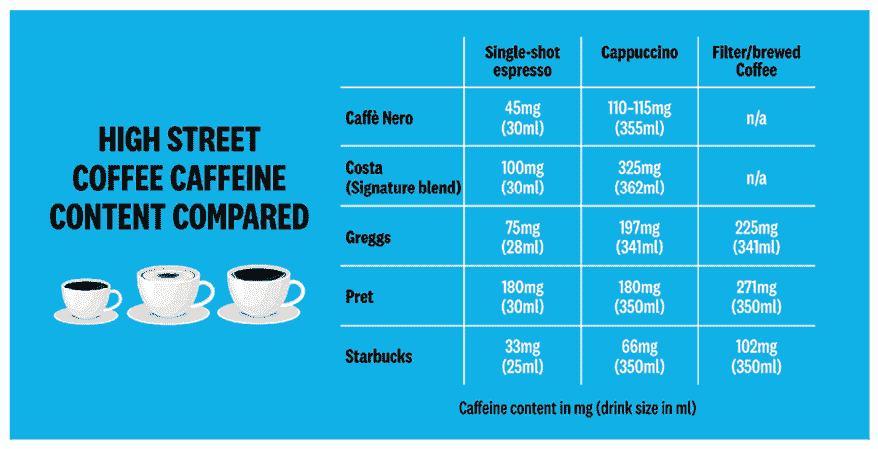 HIGH STREET
COFFEE CAFFEINE
CONTENT COMPARED
Single-shot espresso Cappuccino Filter/brewed Coffee
Caffè Nero 45mg (30ml) 110-115mg (355ml) n/a
Costa (Signature blend) 100mg (30ml) 325mg (362ml) n/a
Greggs 75mg (28ml) 197mg (341ml) 225mg (341ml)
Pret 180mg (30ml) 180mg (350ml) 271mg (350ml)
Starbucks 33mg (25ml) 66mg (350ml) 102mg (350ml)
Caffeine content in mg (drink size in ml)